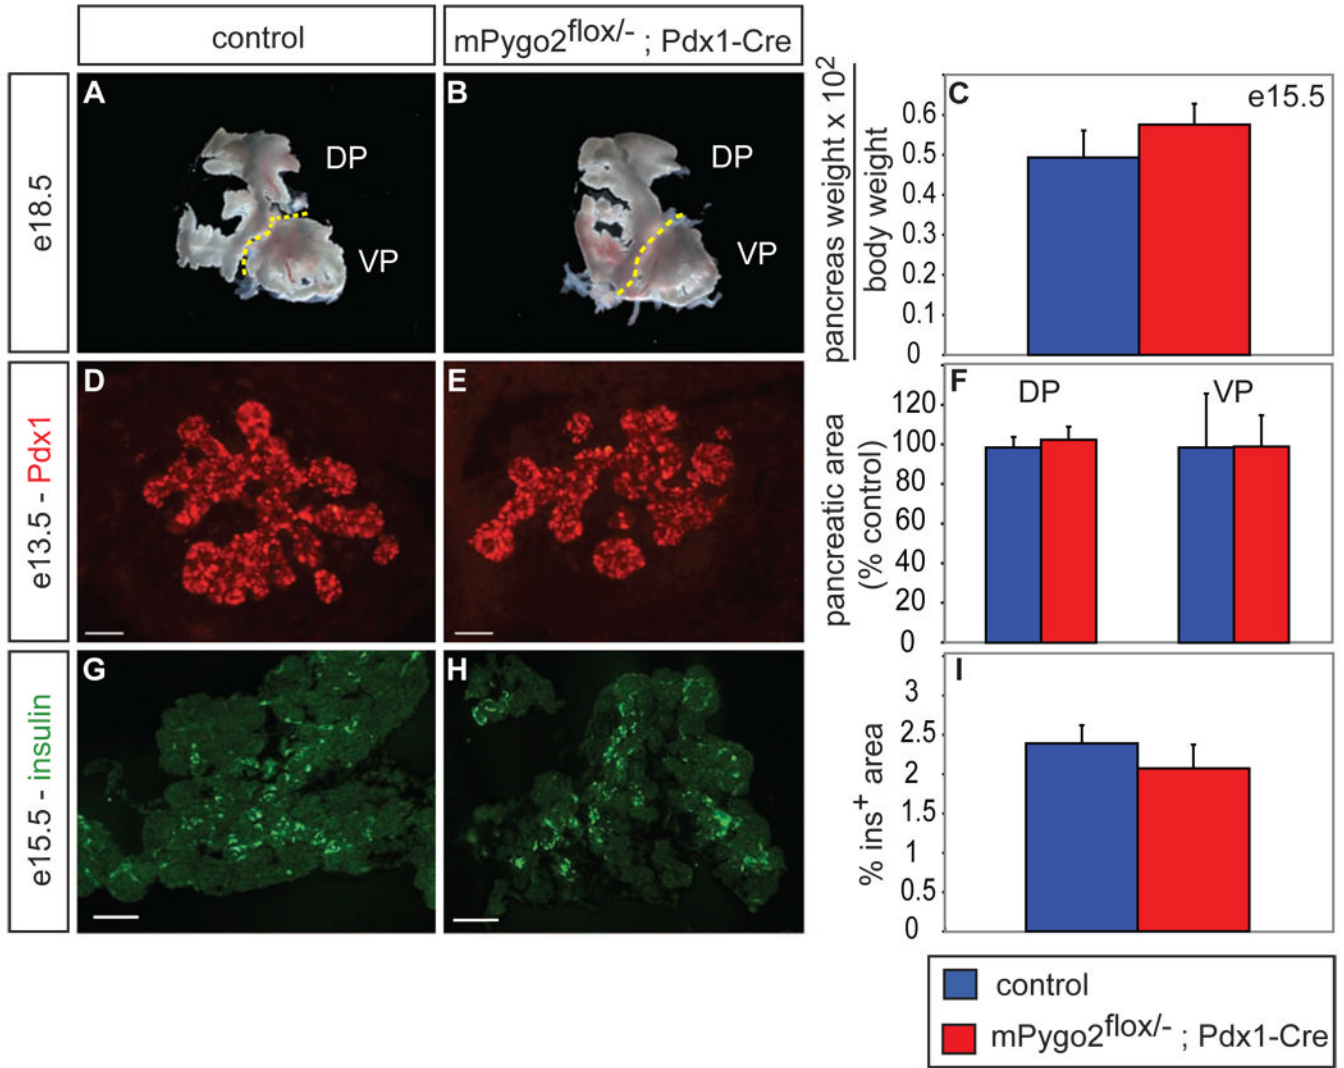 control
mPygo2flox/- ; Pdx1-Cre
e18.5
A
DP
VP
B
DP
VP
pancreas weight x 10²
body weight
C
e15.5
0.6
0.5
0.4
0.3
0.2
0.1
0
e13.5 - Pdx1
D
E
pancreatic area
(% control)
F
DP
VP
120
100
80
60
40
20
0
e15.5 - insulin
G
H
% ins⁺ area
I
3
2.5
2
1.5
1
0.5
0
control
mPygo2flox/- ; Pdx1-Cre